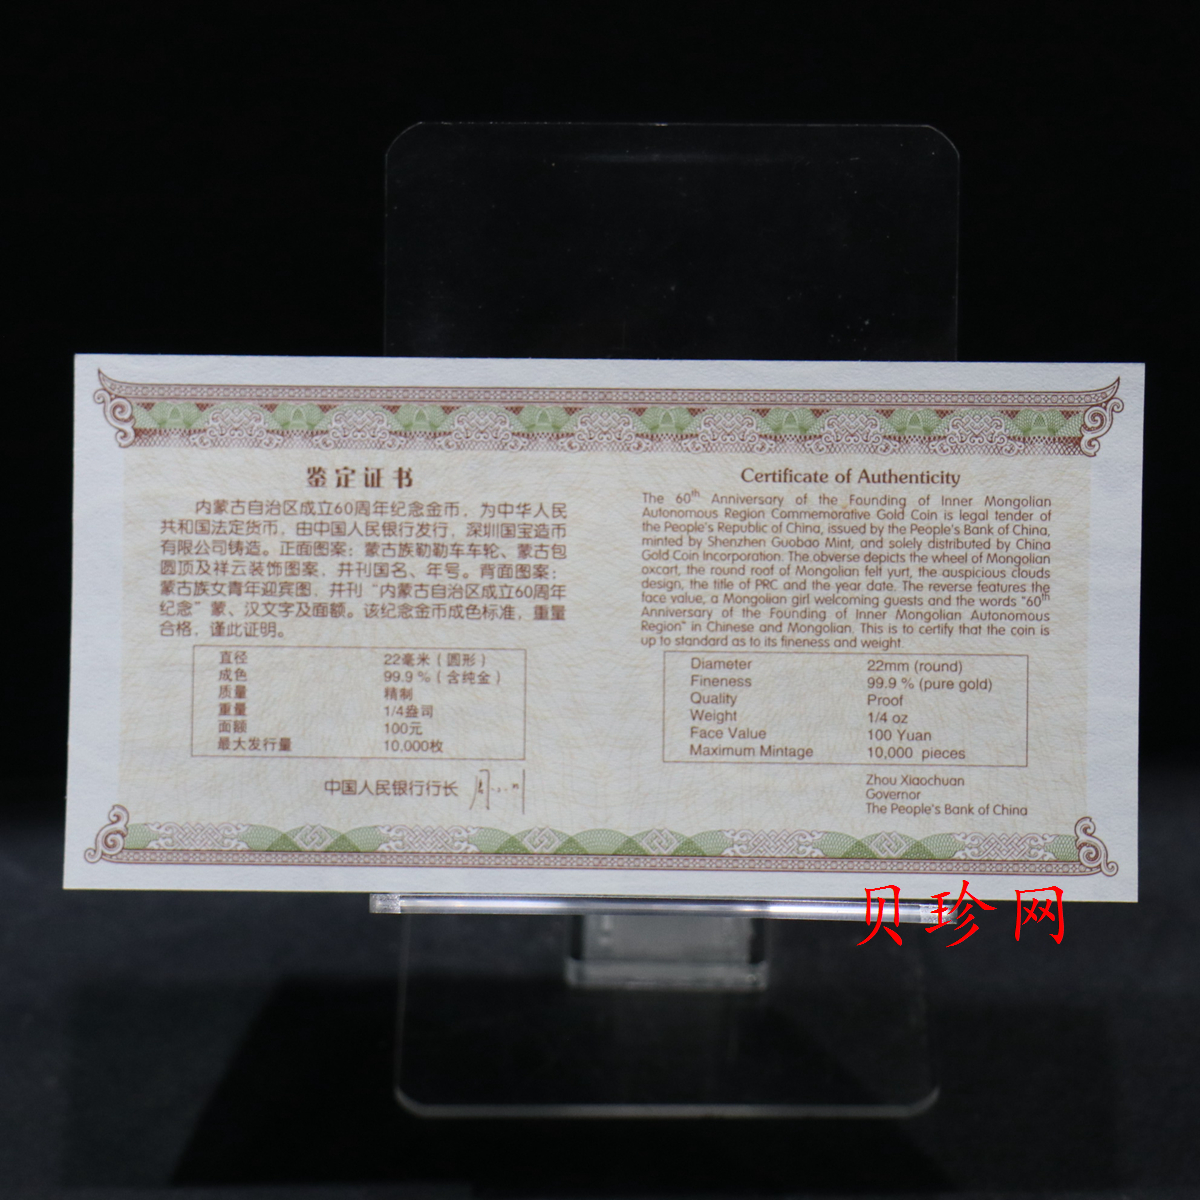 鉴定证书
内蒙古自治区成立60周年纪念金币，为中华人民
共和国法定货币，由中国人民银行发行，深圳国宝造币
有限公司铸造。正面图案：蒙古族勒勒车车轮、蒙古包
圆顶及祥云装饰图案，并刊国名、年号。背面图案：
蒙古族女青年迎宾图，并刊“内蒙古自治区成立60周年
纪念”蒙、汉文字及面额。该纪念金币成色标准，重量
合格，谨此证明。
直径 22毫米（圆形）
成色 99.9％（含纯金）
质量 精制
重量 1/4盎司
面额 100元
最大发行量 10,000枚
中国人民银行行长
Certificate of Authenticity
The 60th Anniversary of the Founding of Inner Mongolian
Autonomous Region Commemorative Gold Coin is legal tender of
the People's Republic of China, issued by the People's Bank of China,
minted by Shenzhen Guobao Mint, and solely distributed by China
Gold Coin Incorporation. The obverse depicts the wheel of Mongolian
oxcart, the round roof of Mongolian felt yurt, the auspicious clouds
design, the title of PRC and the year date. The reverse features the
face value, a Mongolian girl welcoming guests and the words "60th
Anniversary of the Founding of Inner Mongolian Autonomous
Region" in Chinese and Mongolian. This is to certify that the coin is
up to standard as to its fineness and weight.
Diameter 22mm (round)
Fineness 99.9 % (pure gold)
Quality Proof
Weight 1/4 oz
Face Value 100 Yuan
Maximum Mintage 10,000 pieces
Zhou Xiaochuan
Governor
The People's Bank of China
贝珍网